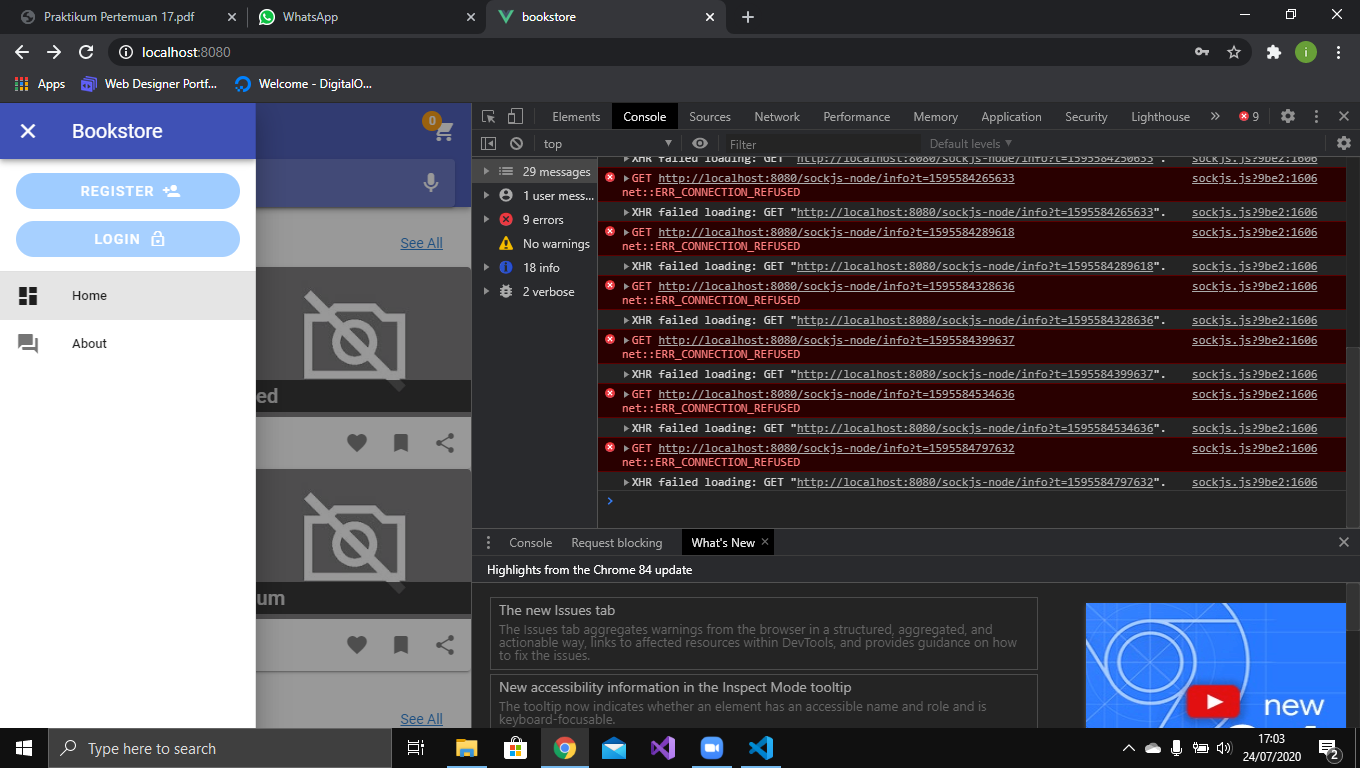 Praktikum Pertemuan 17.pdf
WhatsApp
bookstore
localhost:8080
Apps
Web Designer Portf...
Welcome - DigitalO...
Bookstore
REGISTER
LOGIN
Home
About
0
See All
ed
um
See All
Elements
Console
Sources
Network
Performance
Memory
Application
Security
Lighthouse
9
top
Filter
Default levels
29 messages
1 user mess...
9 errors
No warnings
18 info
2 verbose
XHR failed loading: GET "http://localhost:8080/sockjs-node/info?t=1595584250633". sockjs.js?9be2:1606
GET http://localhost:8080/sockjs-node/info?t=1595584265633 sockjs.js?9be2:1606
net::ERR_CONNECTION_REFUSED
XHR failed loading: GET "http://localhost:8080/sockjs-node/info?t=1595584265633". sockjs.js?9be2:1606
GET http://localhost:8080/sockjs-node/info?t=1595584289618 sockjs.js?9be2:1606
net::ERR_CONNECTION_REFUSED
XHR failed loading: GET "http://localhost:8080/sockjs-node/info?t=1595584289618". sockjs.js?9be2:1606
GET http://localhost:8080/sockjs-node/info?t=1595584328636 sockjs.js?9be2:1606
net::ERR_CONNECTION_REFUSED
XHR failed loading: GET "http://localhost:8080/sockjs-node/info?t=1595584328636". sockjs.js?9be2:1606
GET http://localhost:8080/sockjs-node/info?t=1595584399637 sockjs.js?9be2:1606
net::ERR_CONNECTION_REFUSED
XHR failed loading: GET "http://localhost:8080/sockjs-node/info?t=1595584399637". sockjs.js?9be2:1606
GET http://localhost:8080/sockjs-node/info?t=1595584534636 sockjs.js?9be2:1606
net::ERR_CONNECTION_REFUSED
XHR failed loading: GET "http://localhost:8080/sockjs-node/info?t=1595584534636". sockjs.js?9be2:1606
GET http://localhost:8080/sockjs-node/info?t=1595584797632 sockjs.js?9be2:1606
net::ERR_CONNECTION_REFUSED
XHR failed loading: GET "http://localhost:8080/sockjs-node/info?t=1595584797632". sockjs.js?9be2:1606
Console
Request blocking
What's New
Highlights from the Chrome 84 update
The new Issues tab
The Issues tab aggregates warnings from the browser in a structured, aggregated, and
actionable way, links to affected resources within DevTools, and provides guidance on how
to fix the issues.
New accessibility information in the Inspect Mode tooltip
The tooltip now indicates whether an element has an accessible name and role and is
keyboard-focusable.
new
Type here to search
17:03
24/07/2020
2
i